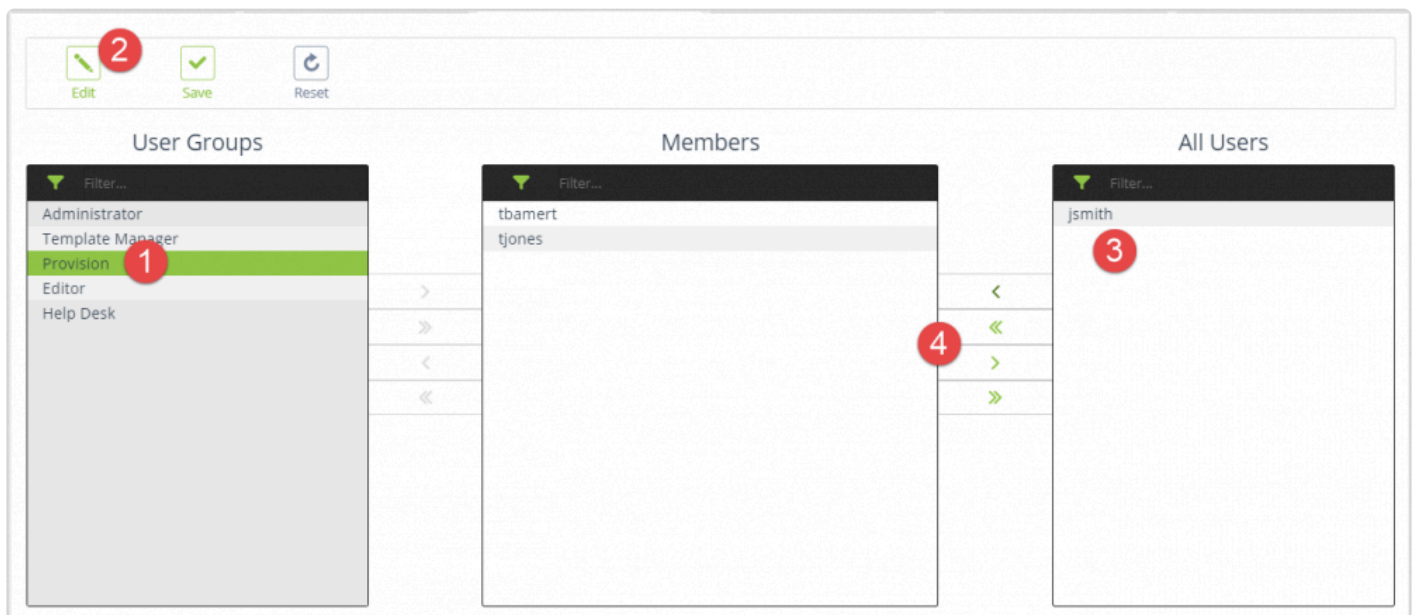 2
Edit Save Reset
User Groups Members All Users
Filter... Filter... Filter...
Administrator tbamert jsmith
Template Manager tjones 3
Provision 1
Editor
Help Desk
4